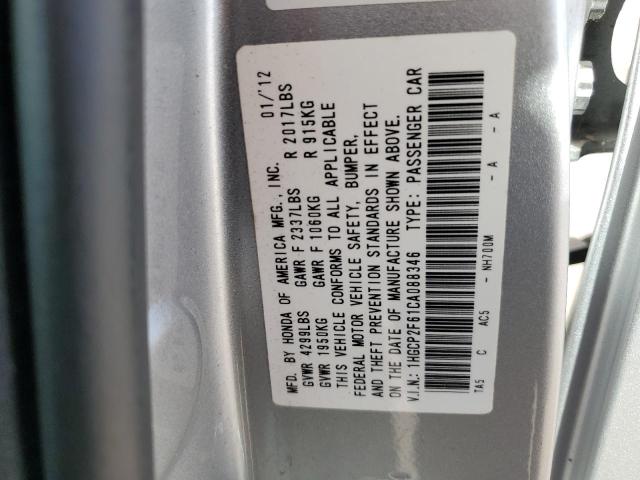 MFD. BY HONDA OF AMERICA MFG., INC. 01/'12
GVWR 4299LBS GAWR F 2337LBS R 2017LBS
GVWR 1950KG GAWR F 1060KG R 915KG
THIS VEHICLE CONFORMS TO ALL APPLICABLE
FEDERAL MOTOR VEHICLE SAFETY, BUMPER,
AND THEFT PREVENTION STANDARDS IN EFFECT
ON THE DATE OF MANUFACTURE SHOWN ABOVE.
V.I.N.: 1HGCP2F61CA088346 TYPE: PASSENGER CAR
TA5 C AC5 - NH700M - A - A